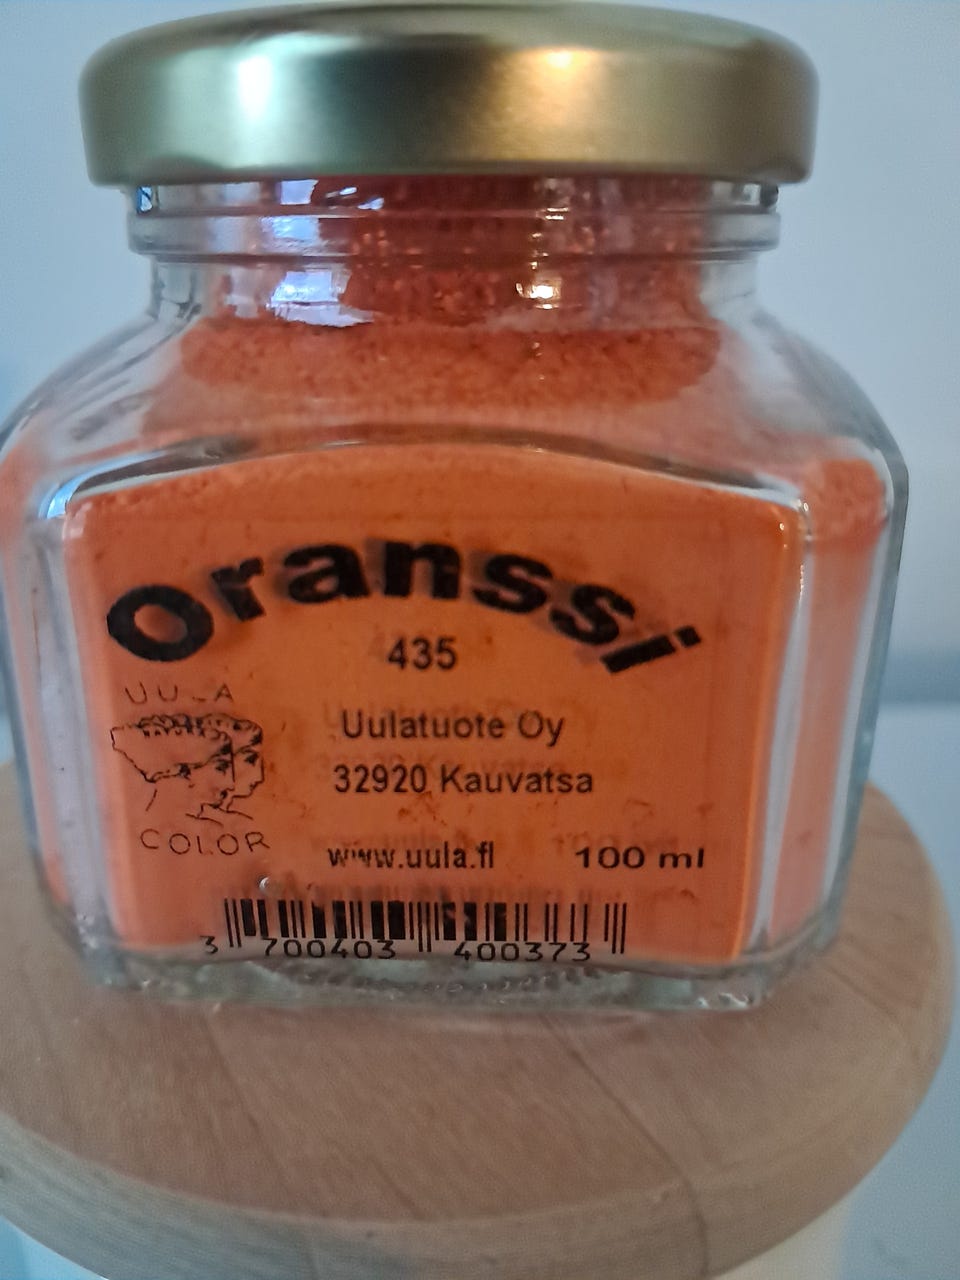 Oranssi
435
UULA
Uulatuote Oy
32920 Kauvatsa
COLOR
www.uula.fi 100 ml
3 700403 400373